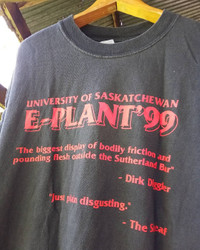 UNIVERSITY OF SASKATCHEWAN
E-PLANT '99
"The biggest display of bodily friction and
pounding flesh outside the Sutherland Bar"
- Dirk Diggler
"Just plain disgusting."
- The Sheaf